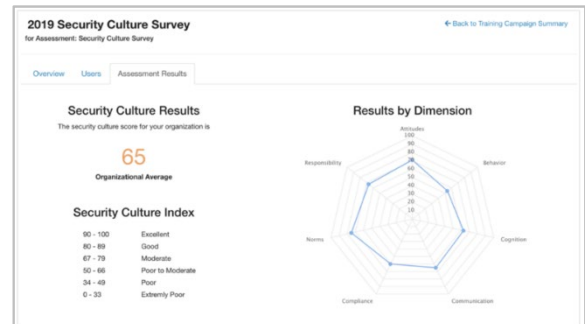 2019 Security Culture Survey
← Back to Training Campaign Summary
for Assessment: Security Culture Survey
Overview Users Assessment Results
Security Culture Results
The security culture score for your organization is
65
Organizational Average
Security Culture Index
90 - 100 Excellent
80 - 89 Good
67 - 79 Moderate
50 - 66 Poor to Moderate
34 - 49 Poor
0 - 33 Extremly Poor
Results by Dimension
Attitudes
100
90
80
70
60
50
40
30
20
10
Behavior
Cognition
Communication
Compliance
Norms
Responsibility